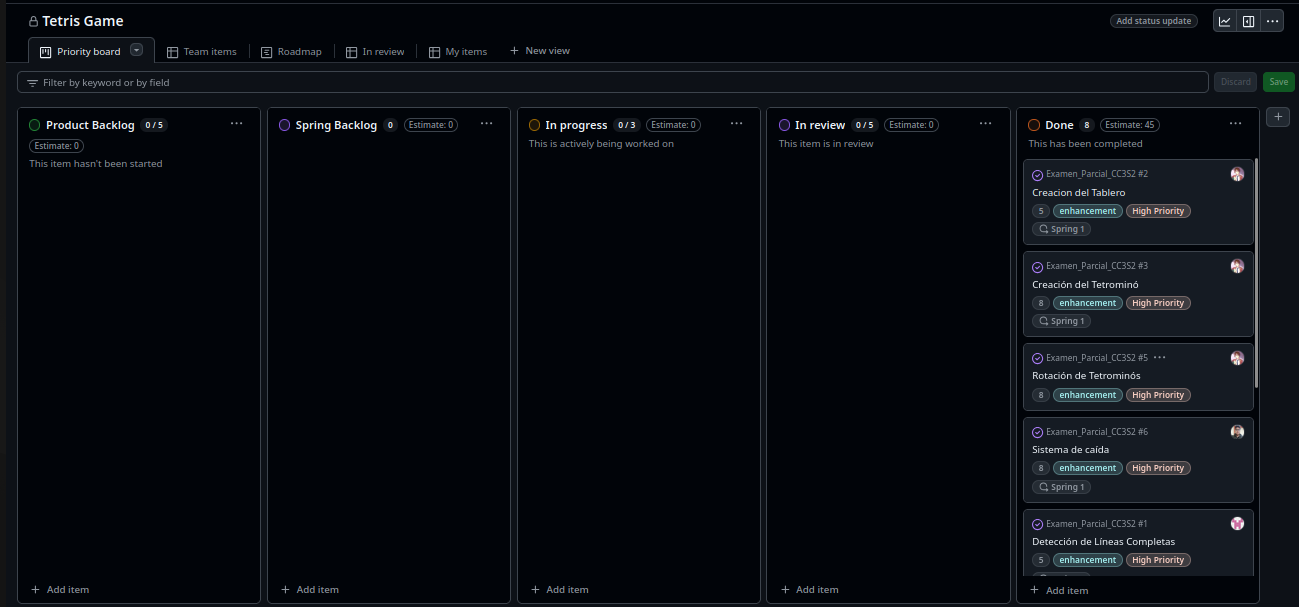 Tetris Game
Add status update
Priority board
Team items
Roadmap
In review
My items
New view
Filter by keyword or by field
Discard
Save
Product Backlog 0 / 5
Estimate: 0
This item hasn't been started
Add item
Spring Backlog 0 Estimate: 0
Add item
In progress 0 / 3 Estimate: 0
This is actively being worked on
Add item
In review 0 / 5 Estimate: 0
This item is in review
Add item
Done 8 Estimate: 45
This has been completed
Examen_Parcial_CC3S2 #2
Creacion del Tablero
5 enhancement High Priority
Spring 1
Examen_Parcial_CC3S2 #3
Creación del Tetrominó
8 enhancement High Priority
Spring 1
Examen_Parcial_CC3S2 #5
Rotación de Tetrominós
8 enhancement High Priority
Examen_Parcial_CC3S2 #6
Sistema de caída
8 enhancement High Priority
Spring 1
Examen_Parcial_CC3S2 #1
Detección de Líneas Completas
5 enhancement High Priority
Add item